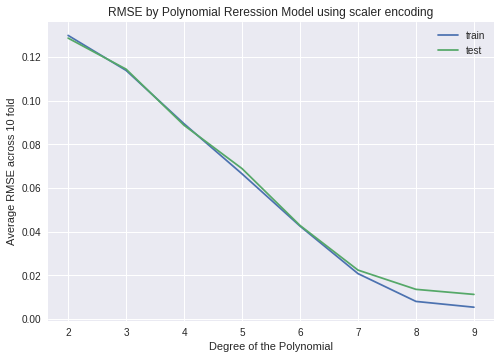 RMSE by Polynomial Reression Model using scaler encoding
train
test
0.12
0.10
0.08
0.06
0.04
0.02
0.00
Average RMSE across 10 fold
2 3 4 5 6 7 8 9
Degree of the Polynomial